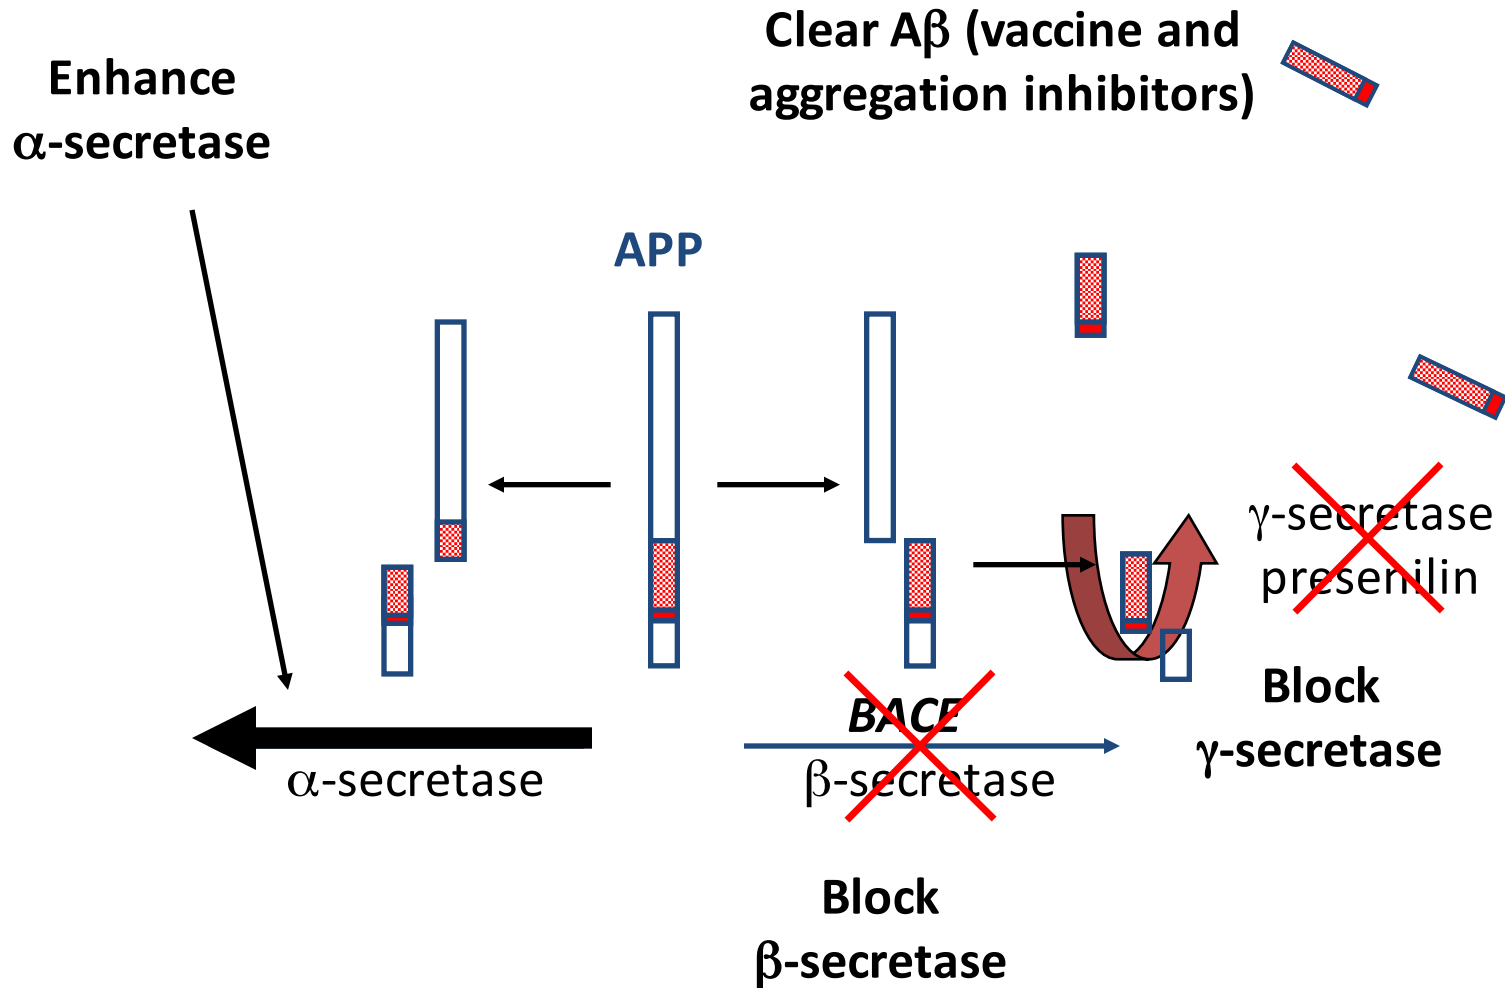 Clear Aβ (vaccine and
aggregation inhibitors)
Enhance
α-secretase
APP
γ-secretase
presenilin
Block
γ-secretase
BACE
α-secretase
β-secretase
Block
β-secretase